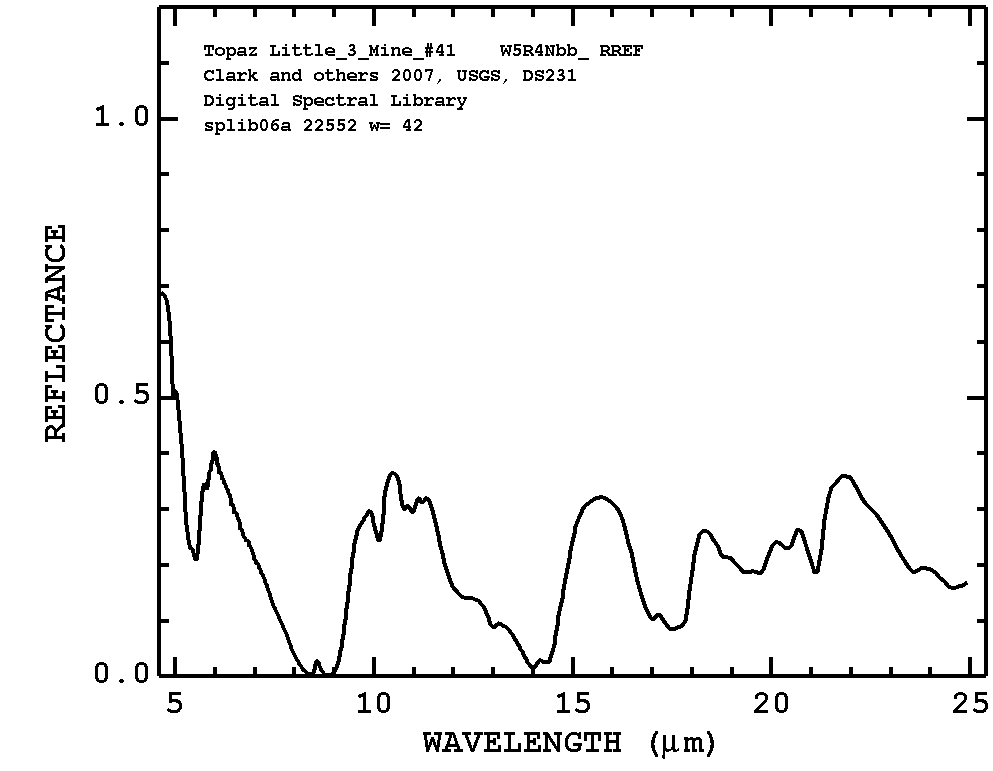 Topaz Little_3_Mine_#41    W5R4Nbb_ RREF
Clark and others 2007, USGS, DS231
Digital Spectral Library
splib06a 22552 w= 42
1.0
0.5
0.0
REFLECTANCE
5 10 15 20 25
WAVELENGTH (μm)